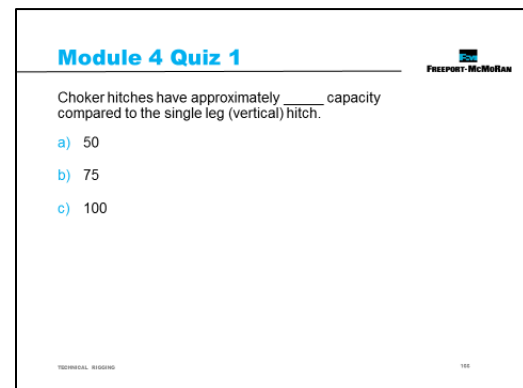 Module 4 Quiz 1
FCX
FREEPORT-MCMORAN
Choker hitches have approximately _____ capacity
compared to the single leg (vertical) hitch.
a) 50
b) 75
c) 100
TECHNICAL RIGGING